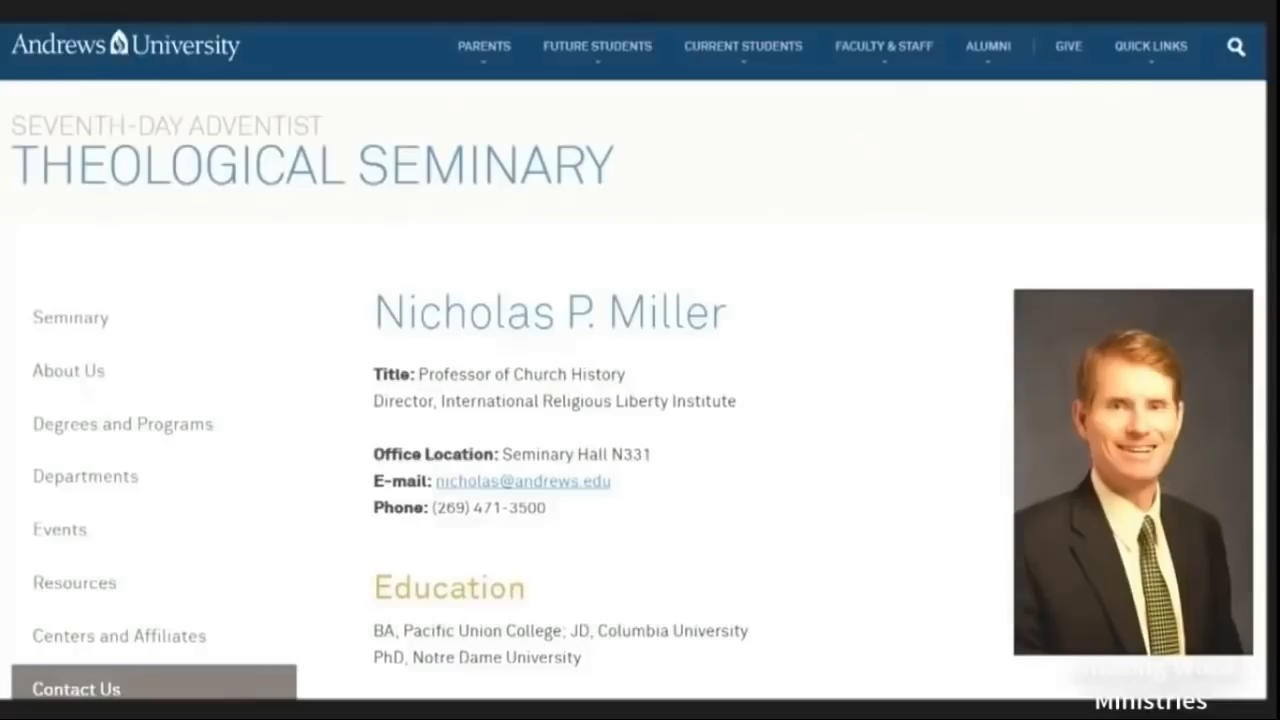 Andrews University
PARENTS FUTURE STUDENTS CURRENT STUDENTS FACULTY & STAFF ALUMNI GIVE QUICK LINKS
SEVENTH-DAY ADVENTIST
THEOLOGICAL SEMINARY
Seminary
About Us
Degrees and Programs
Departments
Events
Resources
Centers and Affiliates
Contact Us
Nicholas P. Miller
Title: Professor of Church History
Director, International Religious Liberty Institute
Office Location: Seminary Hall N331
E-mail: nicholas@andrews.edu
Phone: (269) 471-3500
Education
BA, Pacific Union College; JD, Columbia University
PhD, Notre Dame University
Ministries